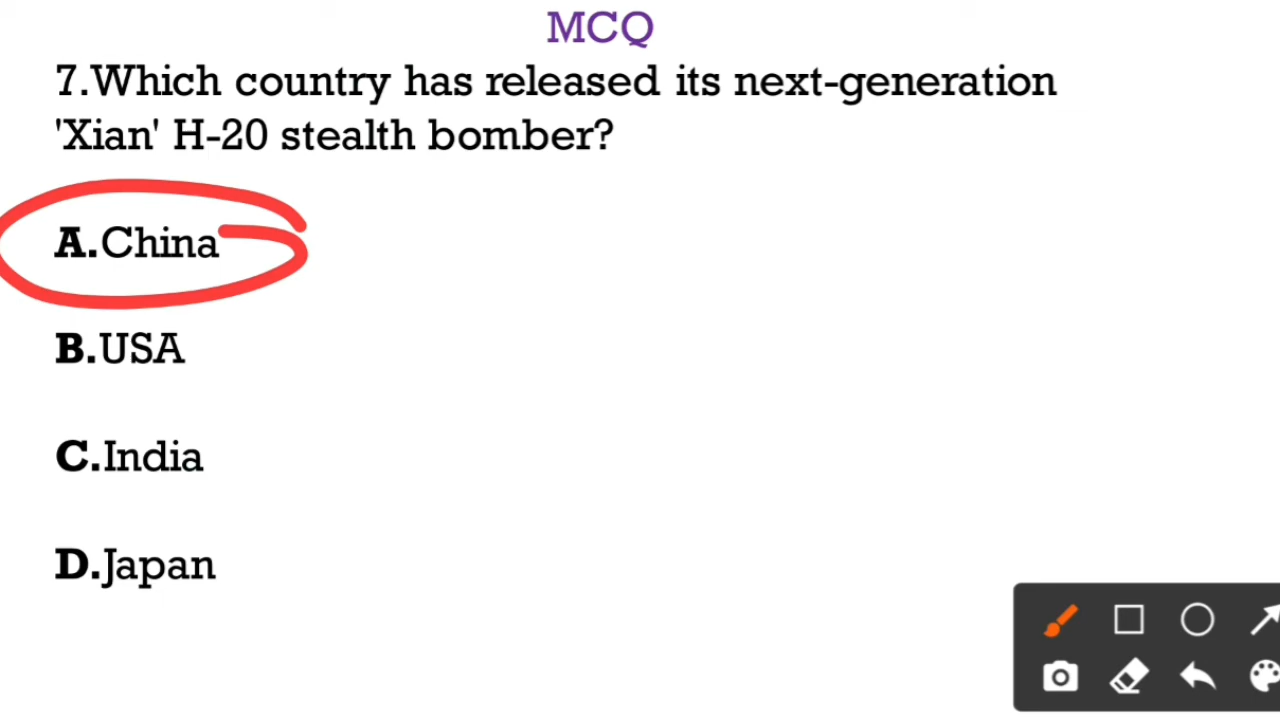 MCQ
7.Which country has released its next-generation
'Xian' H-20 stealth bomber?
A.China
B.USA
C.India
D.Japan